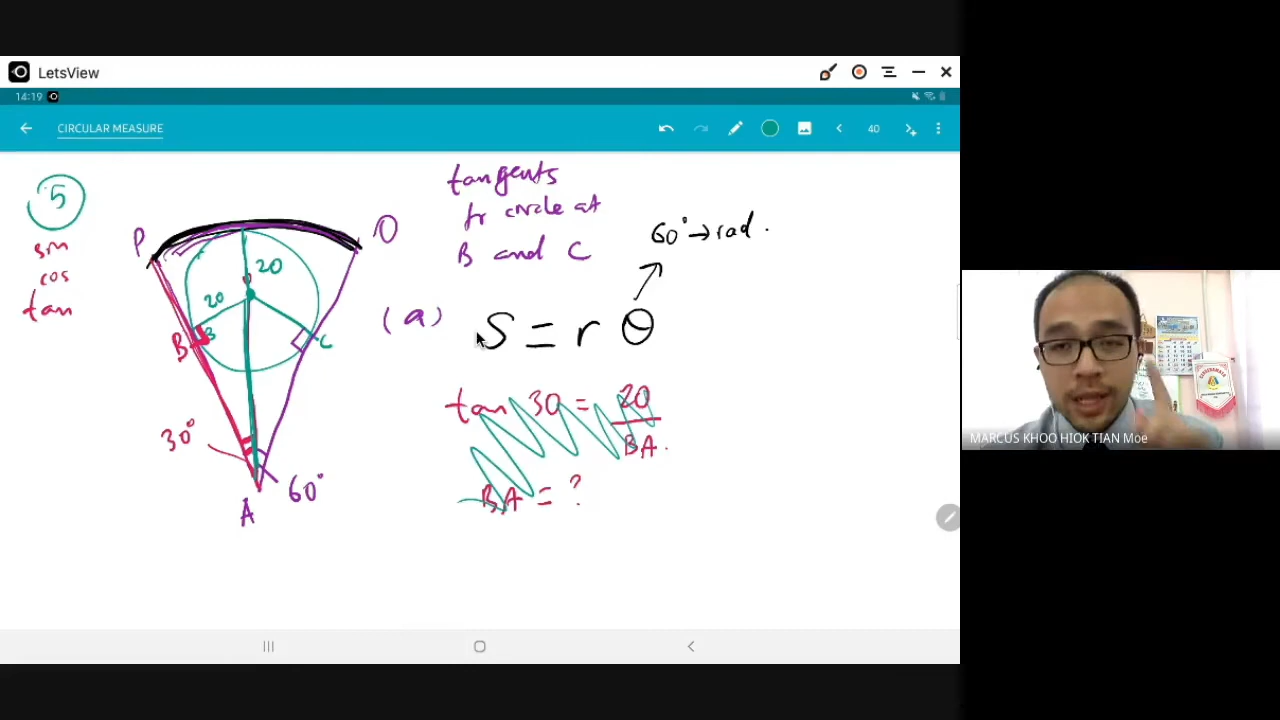 LetsView
14:19
CIRCULAR MEASURE
40
5
sin
cos
tan
P
Q
20
20
B
C
30°
60°
A
tangents
to circle at
B and C
60° → rad.
(a) S = r θ
tan 30 = 20 / BA.
BA = ?
MARCUS KHOO HIOK TIAN Moe